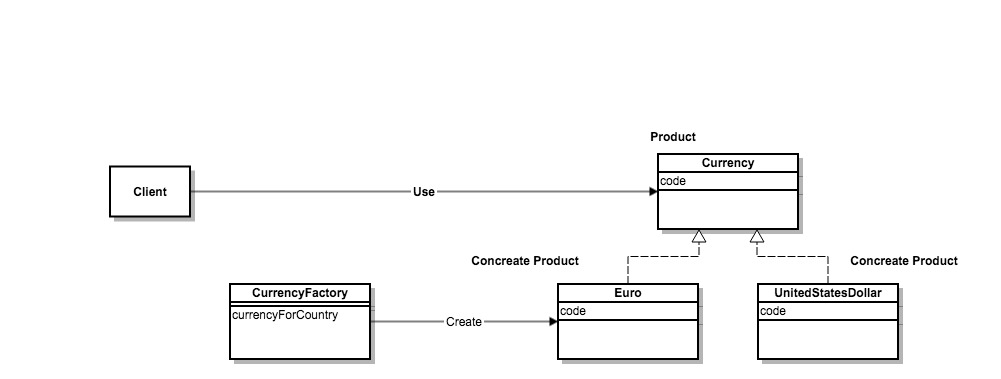 Product
Currency
code
Client
Use
Concreate Product
Concreate Product
CurrencyFactory
currencyForCountry
Create
Euro
code
UnitedStatesDollar
code